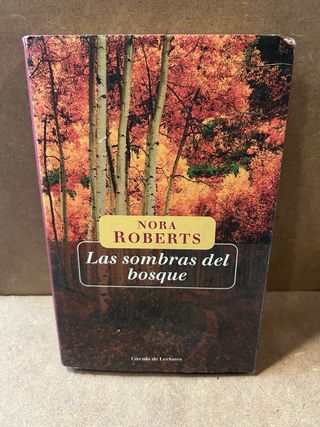 NORA
ROBERTS
Las sombras del
bosque
Círculo de Lectores